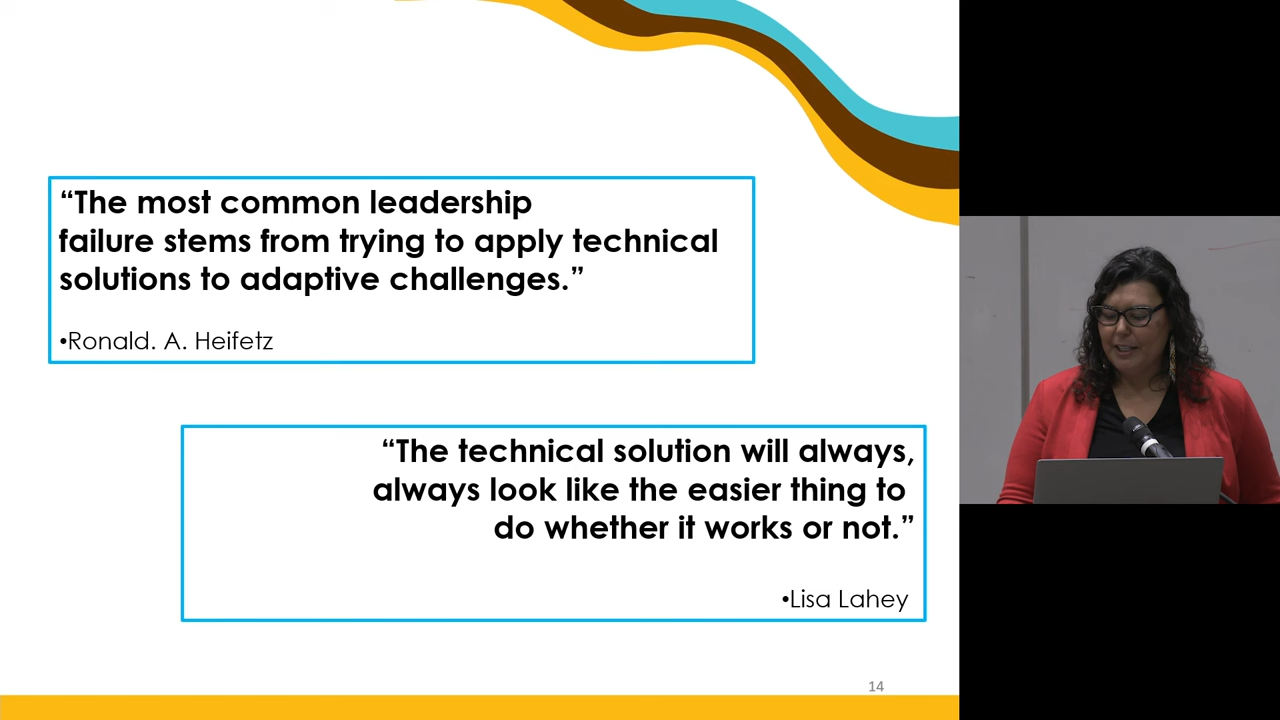 “The most common leadership
failure stems from trying to apply technical
solutions to adaptive challenges.”
•Ronald. A. Heifetz
“The technical solution will always,
always look like the easier thing to
do whether it works or not.”
•Lisa Lahey
14